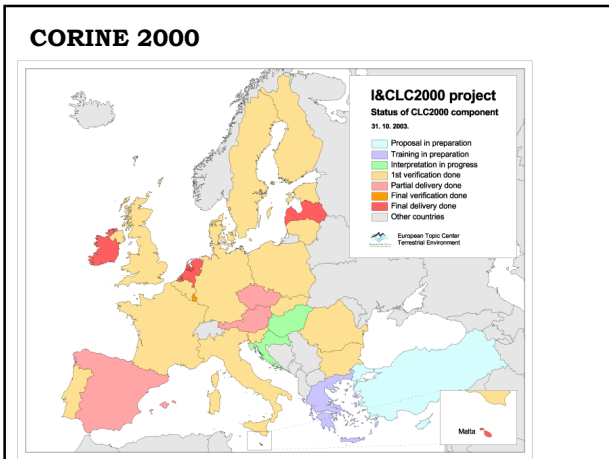 CORINE 2000
I&CLC2000 project
Status of CLC2000 component
31. 10. 2003.
Proposal in preparation
Training in preparation
Interpretation in progress
1st verification done
Partial delivery done
Final verification done
Final delivery done
Other countries
European Topic Center
Terrestrial Environment
Malta